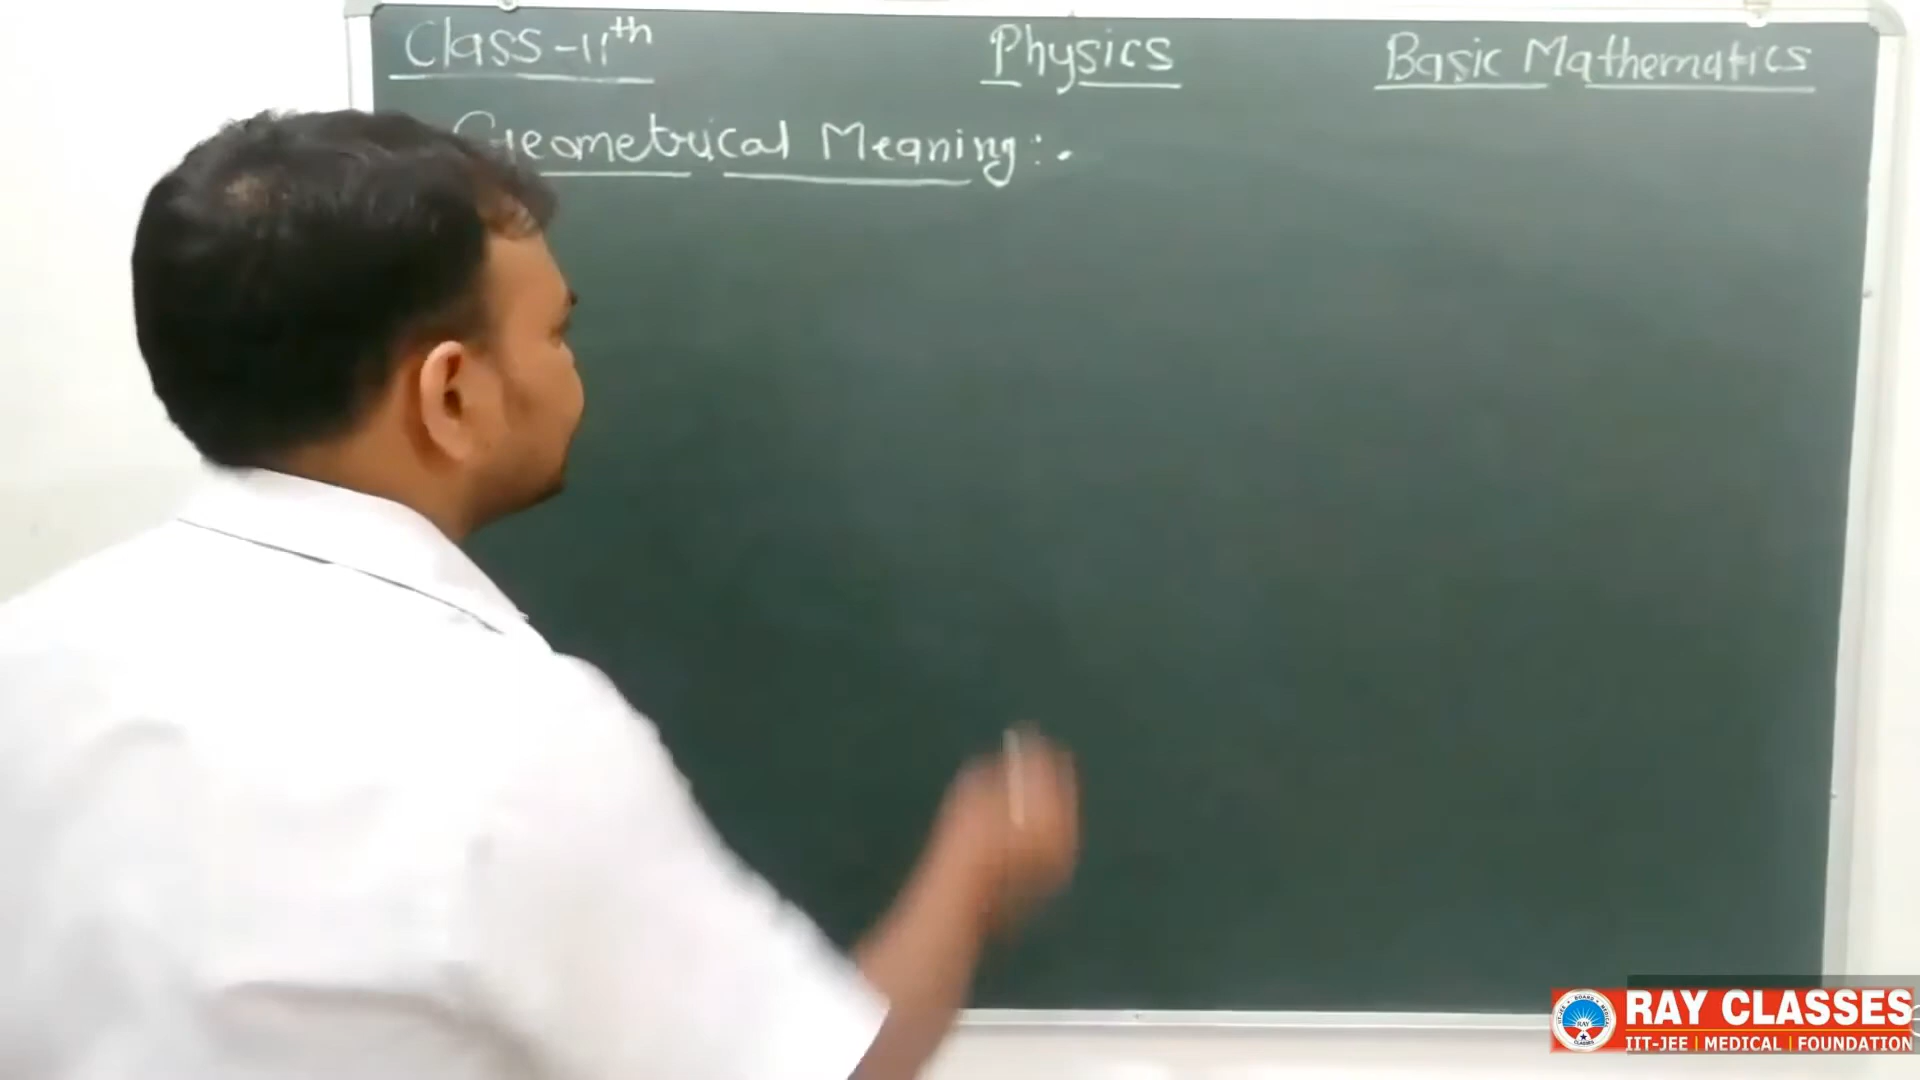 Class-11th Physics Basic Mathematics
Geometrical Meaning:-
RAY CLASSES
IIT-JEE | MEDICAL | FOUNDATION